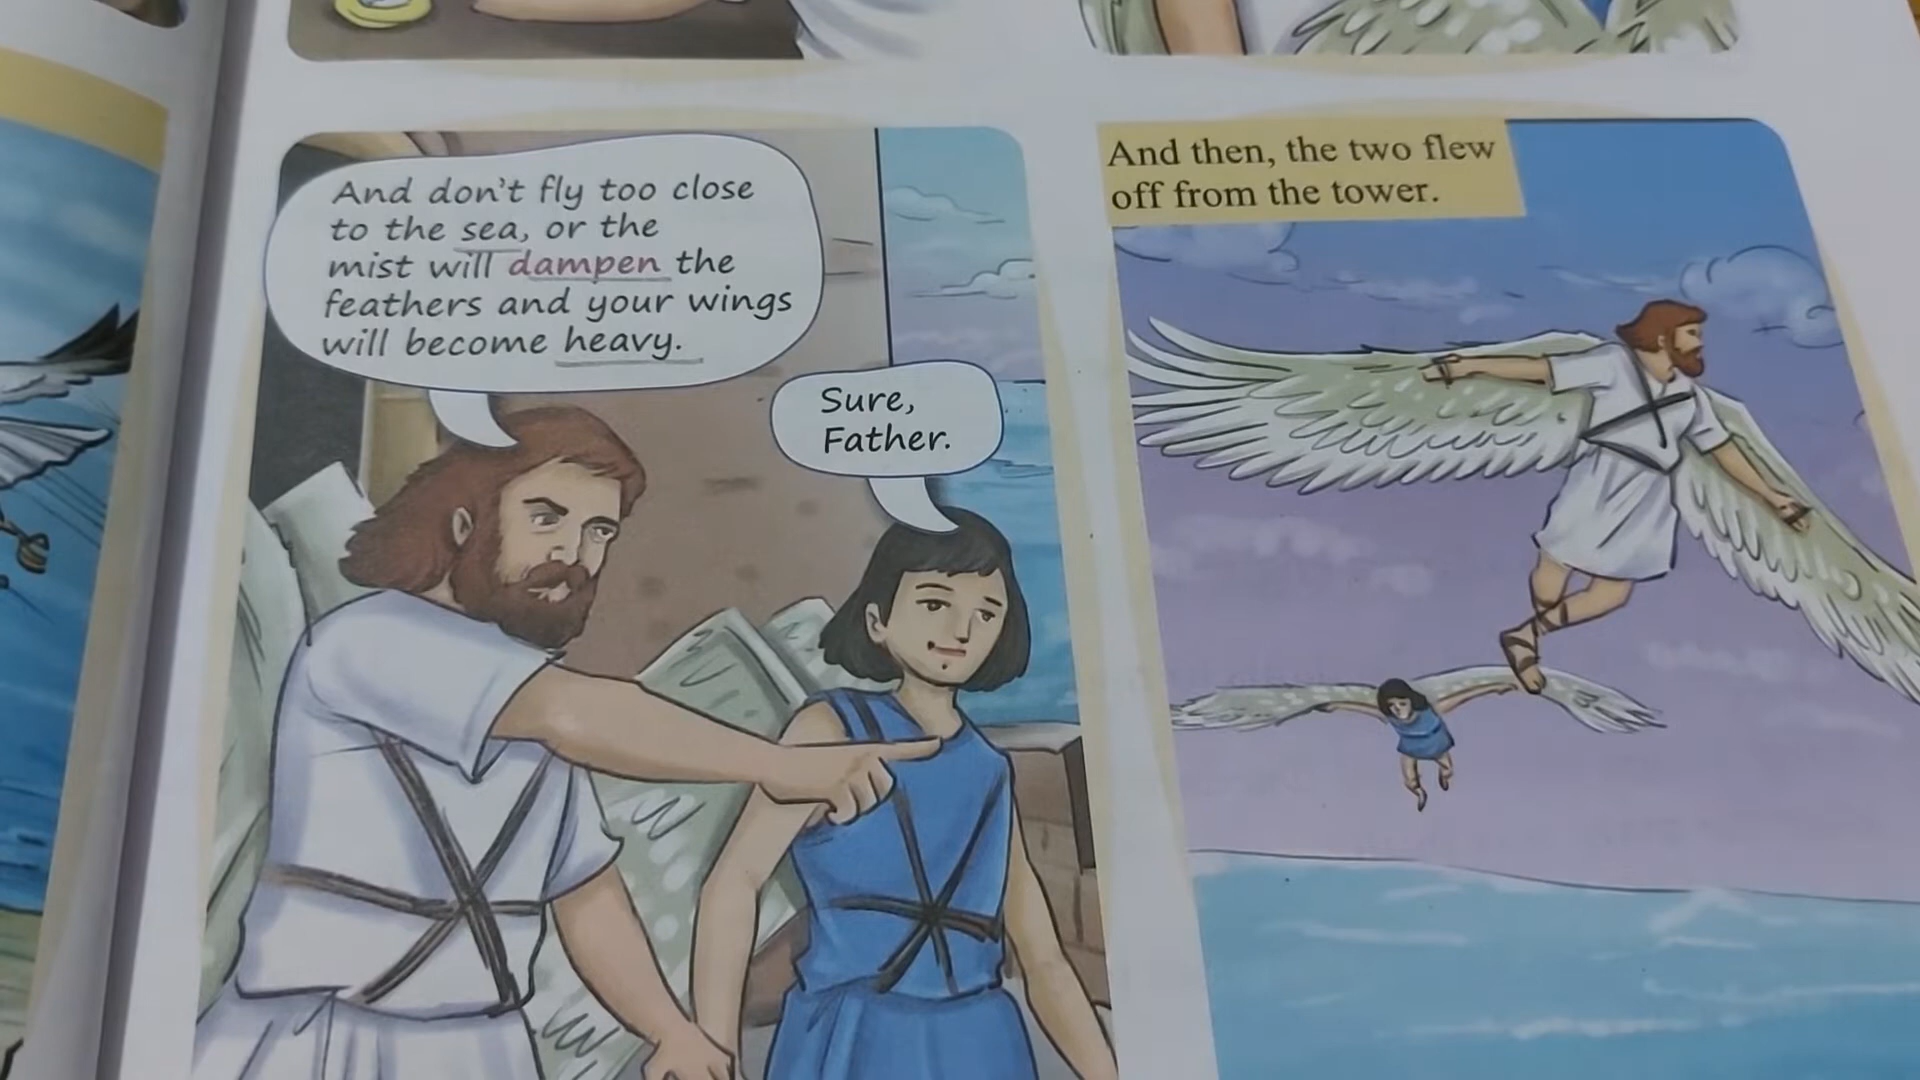 And don't fly too close
to the sea, or the
mist will dampen the
feathers and your wings
will become heavy.
Sure,
Father.
And then, the two flew
off from the tower.